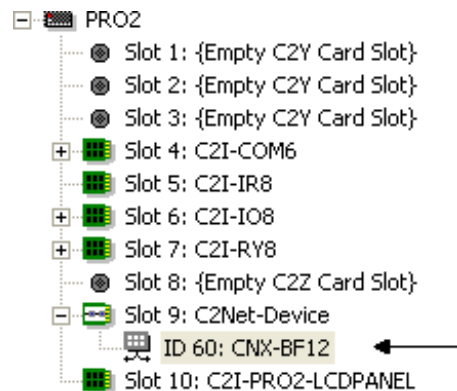 PRO2
Slot 1: {Empty C2Y Card Slot}
Slot 2: {Empty C2Y Card Slot}
Slot 3: {Empty C2Y Card Slot}
Slot 4: C2I-COM6
Slot 5: C2I-IR8
Slot 6: C2I-IO8
Slot 7: C2I-RY8
Slot 8: {Empty C2Z Card Slot}
Slot 9: C2Net-Device
ID 60: CNX-BF12
Slot 10: C2I-PRO2-LCDPANEL